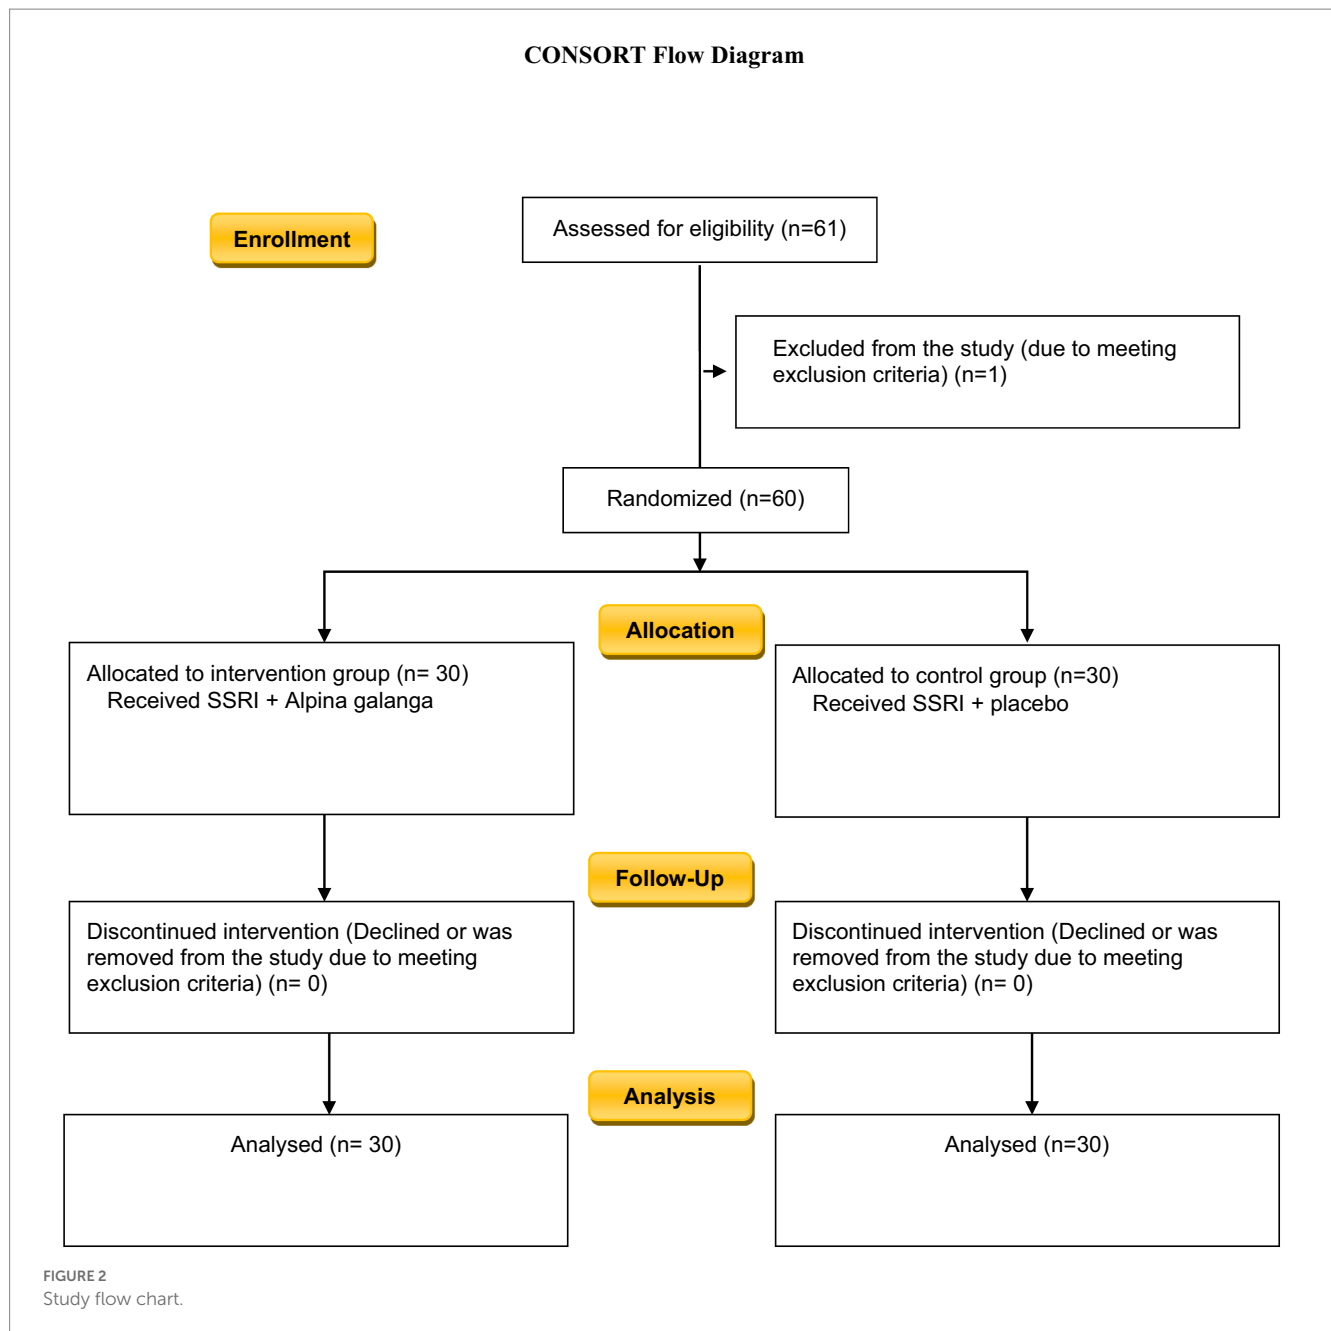 CONSORT Flow Diagram
Enrollment
Assessed for eligibility (n=61)
Excluded from the study (due to meeting
exclusion criteria) (n=1)
Randomized (n=60)
Allocation
Allocated to intervention group (n= 30)
Received SSRI + Alpina galanga
Allocated to control group (n=30)
Received SSRI + placebo
Follow-Up
Discontinued intervention (Declined or was
removed from the study due to meeting
exclusion criteria) (n= 0)
Discontinued intervention (Declined or was
removed from the study due to meeting
exclusion criteria) (n= 0)
Analysis
Analysed (n= 30)
Analysed (n=30)
FIGURE 2
Study flow chart.